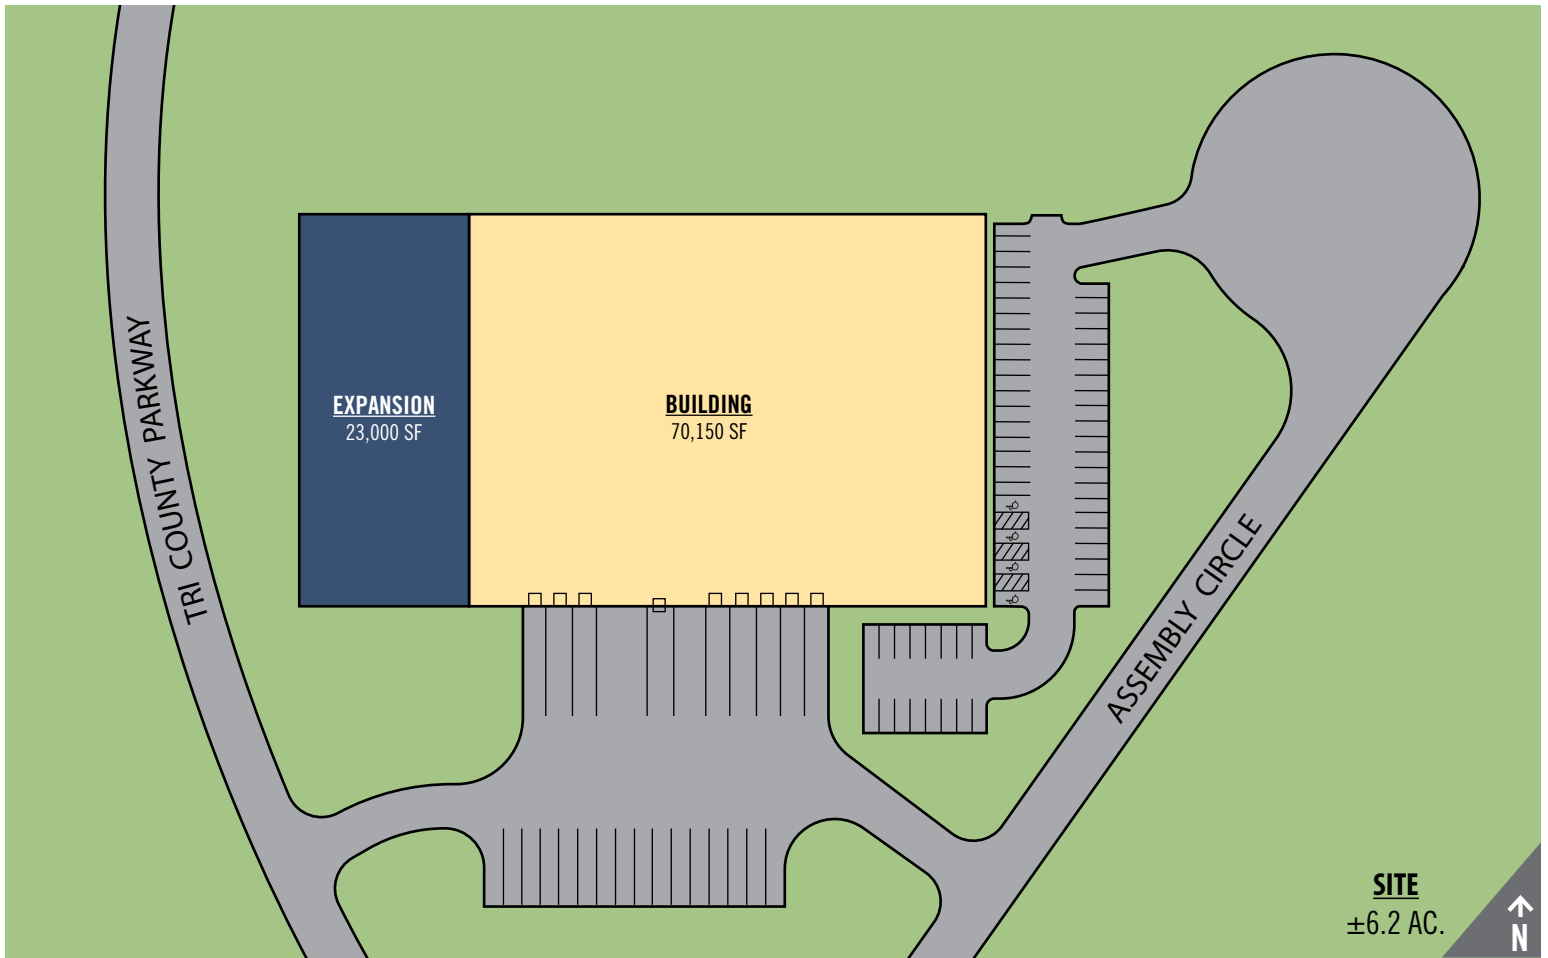 TRI COUNTY PARKWAY
EXPANSION
23,000 SF
BUILDING
70,150 SF
ASSEMBLY CIRCLE
SITE
±6.2 AC.
N